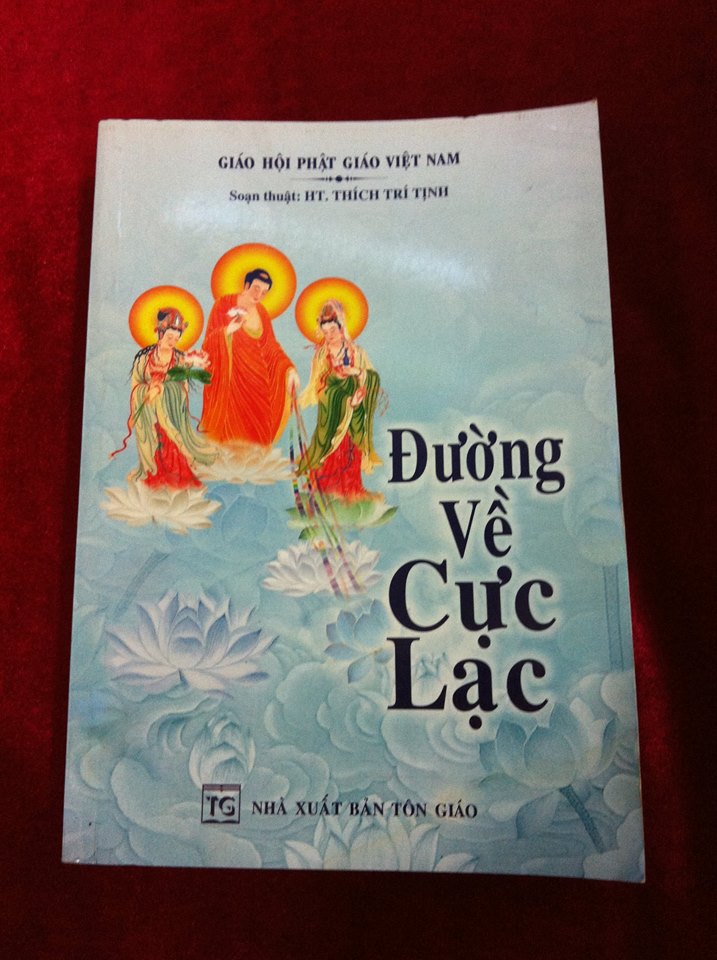 GIÁO HỘI PHẬT GIÁO VIỆT NAM
Soạn thuật: HT. THÍCH TRÍ TỊNH
Đường
Về
Cực
Lạc
TG NHÀ XUẤT BẢN TÔN GIÁO